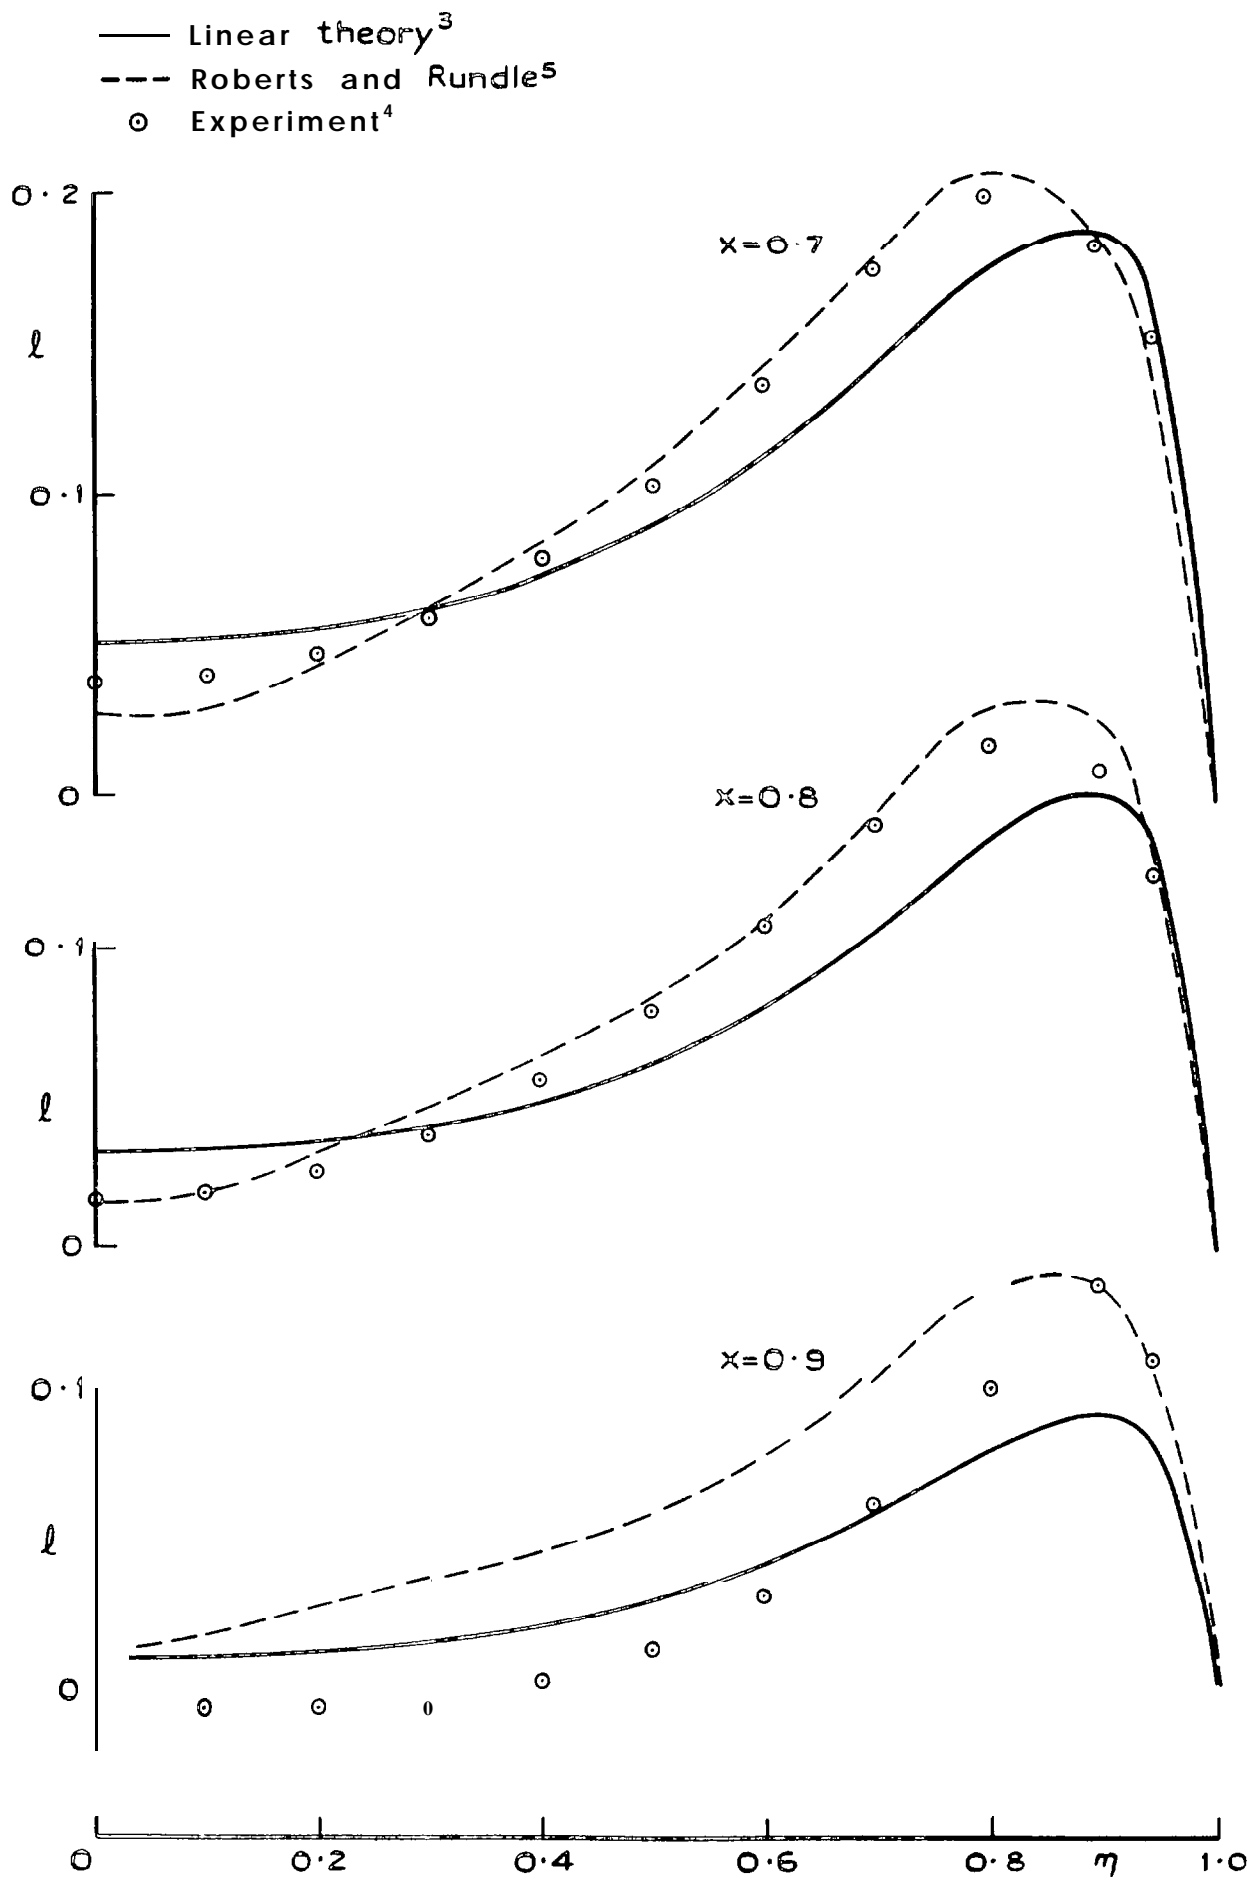 Linear theory³
Roberts and Rundle⁵
Experiment⁴
0.2
x=0.7
l
0.1
0
x=0.8
0.1
l
0
x=0.9
0.1
l
0
0 0.2 0.4 0.6 0.8 η 1.0